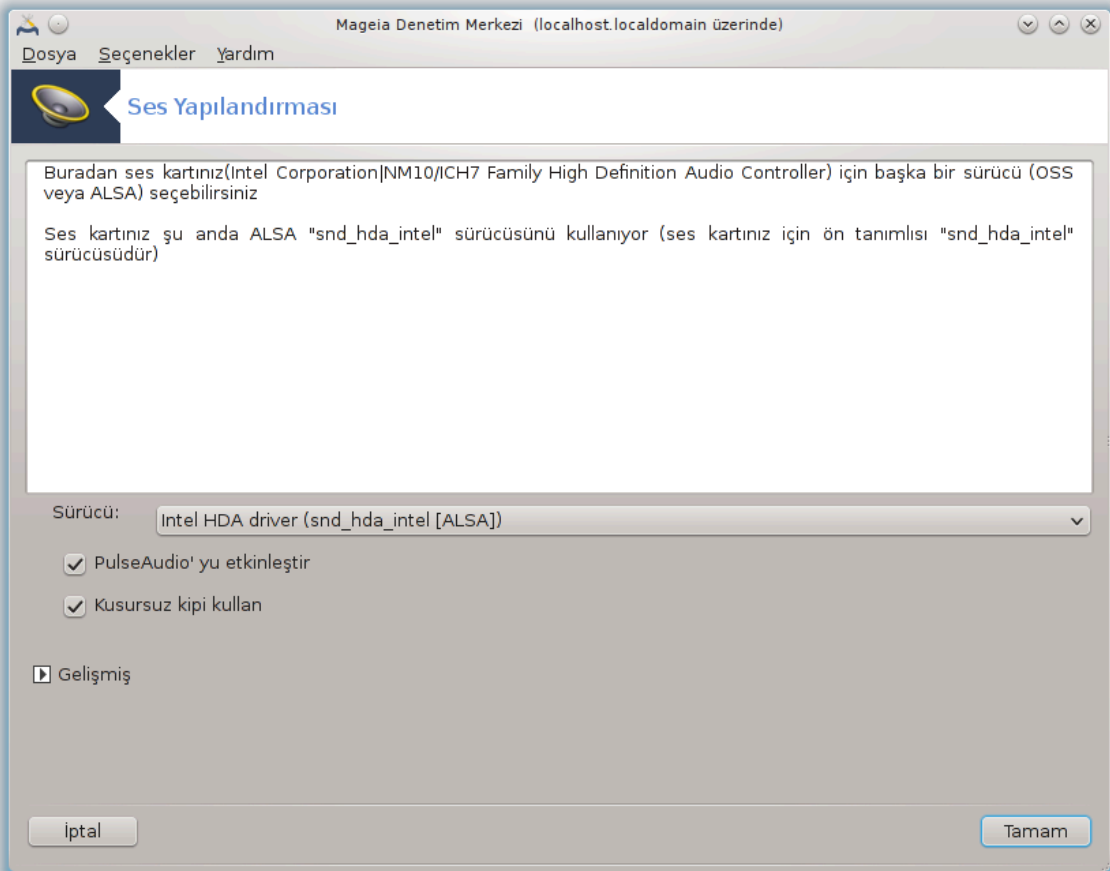 Mageia Denetim Merkezi (localhost.localdomain üzerinde)
Dosya Seçenekler Yardım
Ses Yapılandırması
Buradan ses kartınız(Intel Corporation|NM10/ICH7 Family High Definition Audio Controller) için başka bir sürücü (OSS
veya ALSA) seçebilirsiniz
Ses kartınız şu anda ALSA "snd_hda_intel" sürücüsünü kullanıyor (ses kartınız için ön tanımlısı "snd_hda_intel"
sürücüsüdür)
Sürücü: Intel HDA driver (snd_hda_intel [ALSA])
PulseAudio' yu etkinleştir
Kusursuz kipi kullan
Gelişmiş
İptal Tamam